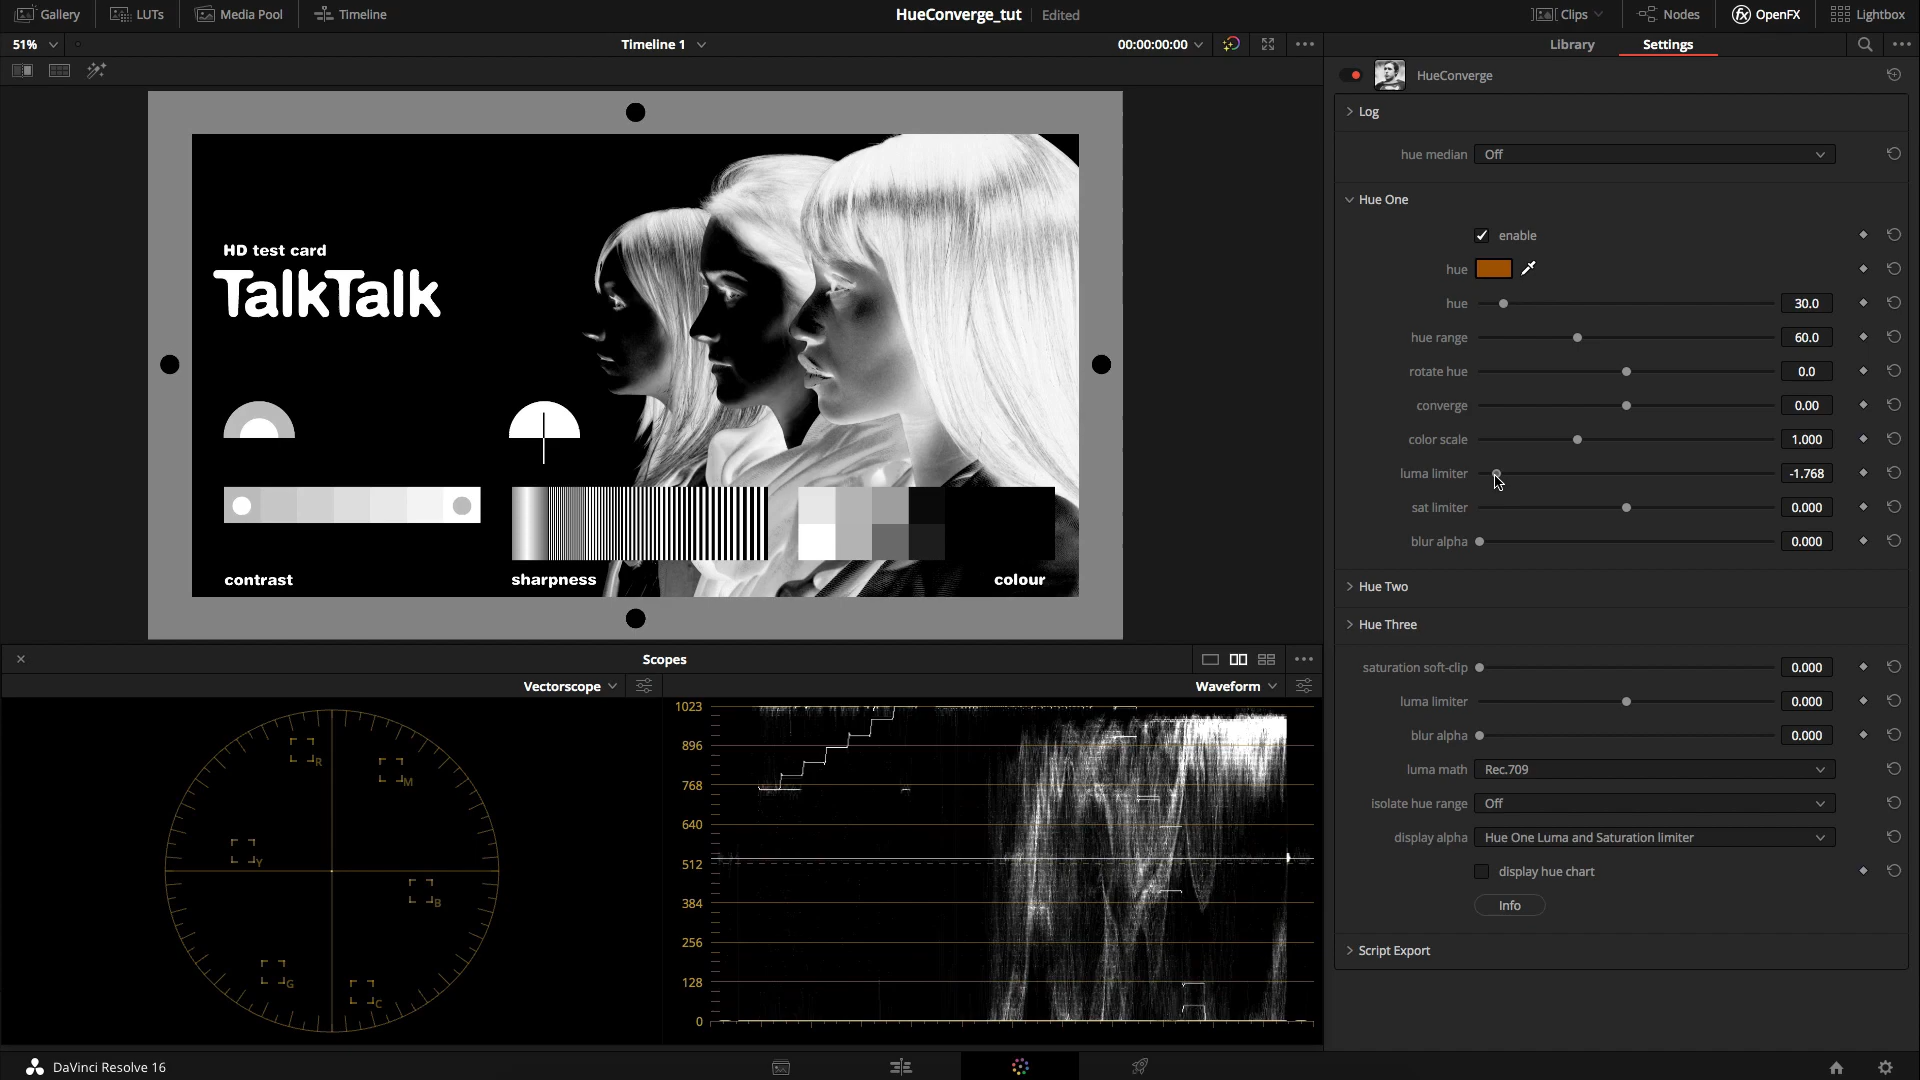 Gallery LUTs Media Pool Timeline HueConverge_tut Edited Clips Nodes fx OpenFX Lightbox
51% Timeline 1 00:00:00:00 Library Settings
HueConverge
Log
hue median Off
Hue One
enable
hue
hue 30.0
hue range 60.0
rotate hue 0.0
converge 0.00
color scale 1.000
luma limiter -1.768
sat limiter 0.000
blur alpha 0.000
Hue Two
Hue Three
saturation soft-clip 0.000
luma limiter 0.000
blur alpha 0.000
luma math Rec.709
isolate hue range Off
display alpha Hue One Luma and Saturation limiter
display hue chart
Info
Script Export
HD test card
TalkTalk
contrast sharpness colour
Scopes
Vectorscope Waveform
R
M
Y
B
G
C
1023
896
768
640
512
384
256
128
0
DaVinci Resolve 16